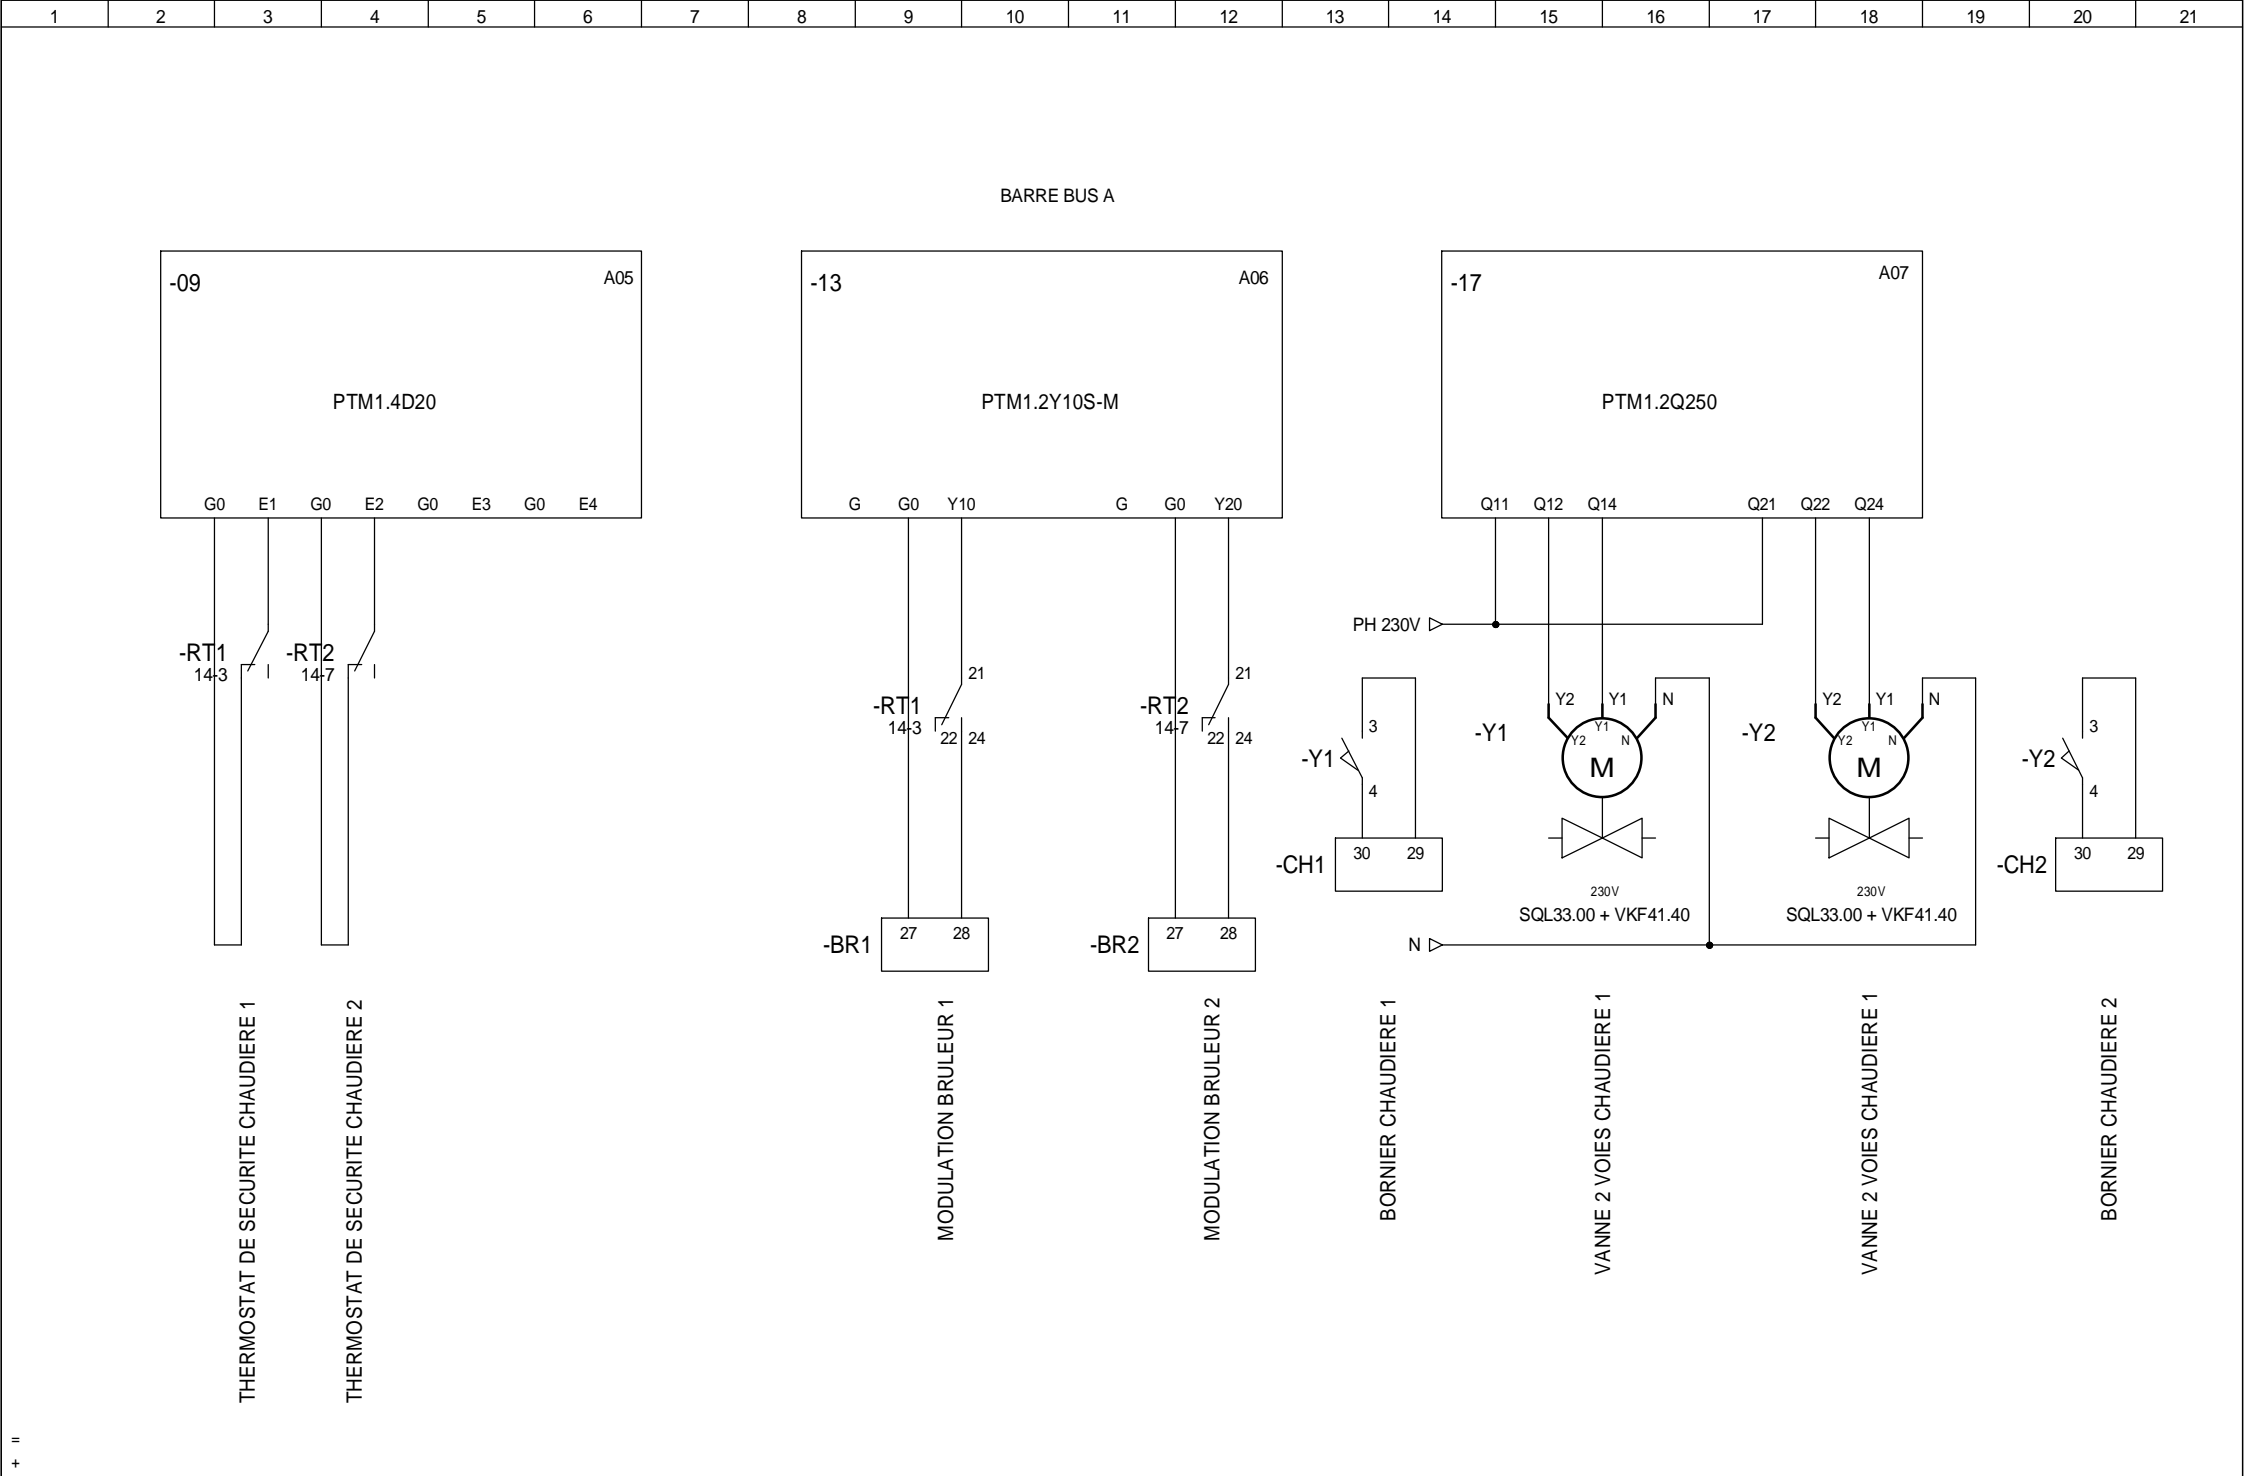 1 2 3 4 5 6 7 8 9 10 11 12 13 14 15 16 17 18 19 20 21
BARRE BUS A
-09 A05
PTM1.4D20
G0 E1 G0 E2 G0 E3 G0 E4
-13 A06
PTM1.2Y10S-M
G G0 Y10 G G0 Y20
-17 A07
PTM1.2Q250
Q11 Q12 Q14 Q21 Q22 Q24
-RT1
14-3
-RT2
14-7
-RT1
14-3
21
22 24
-RT2
14-7
21
22 24
PH 230V
-Y1
3
4
-CH1
30 29
-Y1
Y2 Y1 N
Y2 Y1 N
M
230V
SQL33.00 + VKF41.40
-Y2
Y2 Y1 N
Y2 Y1 N
M
230V
SQL33.00 + VKF41.40
-Y2
3
4
-CH2
30 29
-BR1
27 28
-BR2
27 28
N
THERMOSTAT DE SECURITE CHAUDIERE 1
THERMOSTAT DE SECURITE CHAUDIERE 2
MODULATION BRULEUR 1
MODULATION BRULEUR 2
BORNIER CHAUDIERE 1
VANNE 2 VOIES CHAUDIERE 1
VANNE 2 VOIES CHAUDIERE 1
BORNIER CHAUDIERE 2
=
+